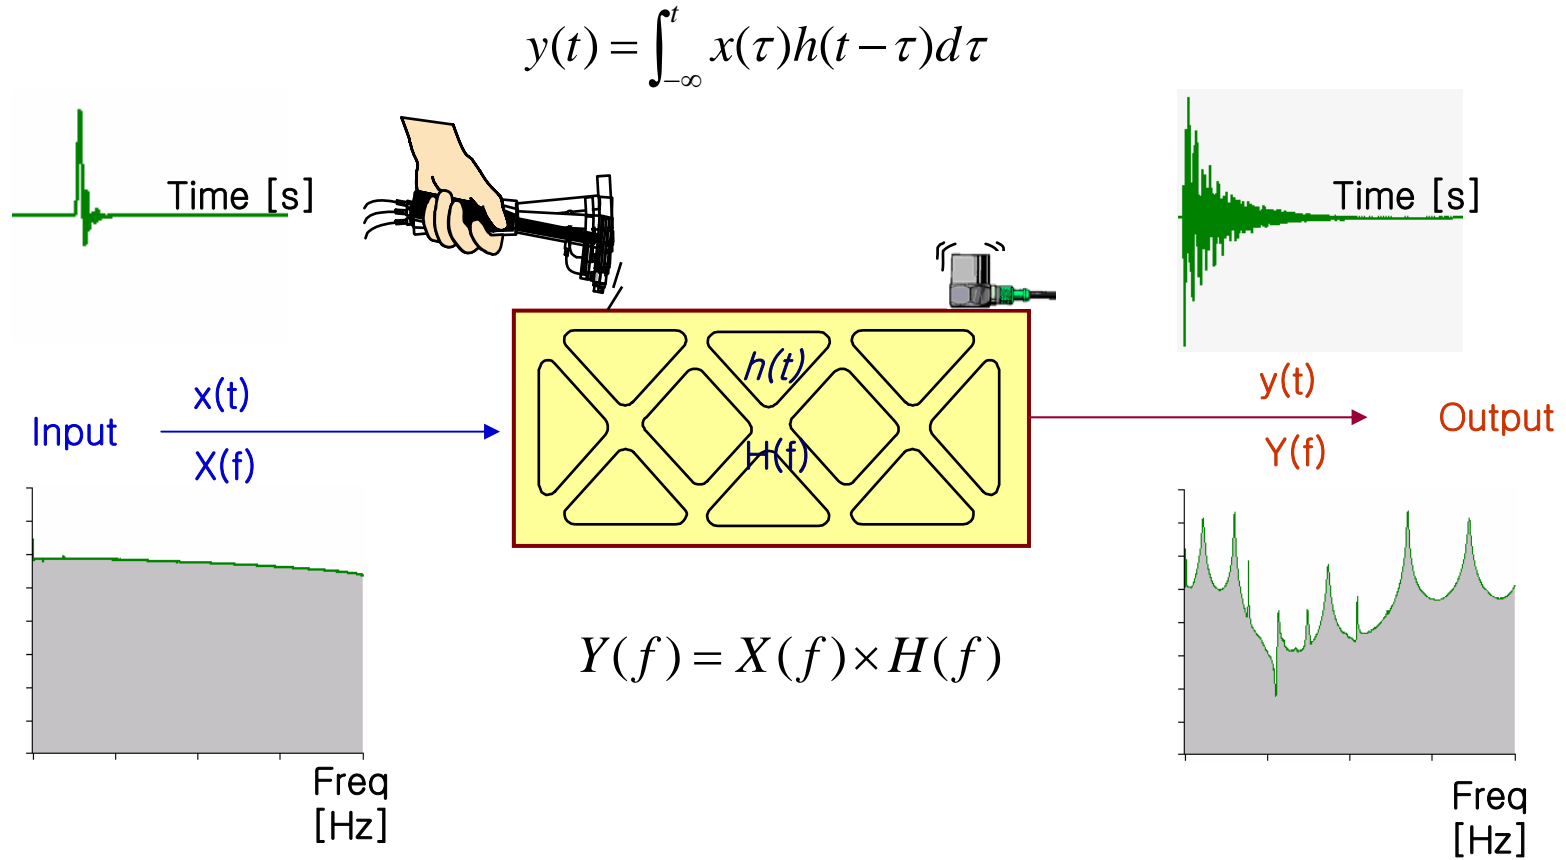 y(t) = ∫_{-∞}^{t} x(τ)h(t−τ)dτ
Time [s]
Time [s]
h(t)
x(t)
y(t)
Input
Output
X(f)
H(f)
Y(f)
Y(f) = X(f)×H(f)
Freq
[Hz]
Freq
[Hz]